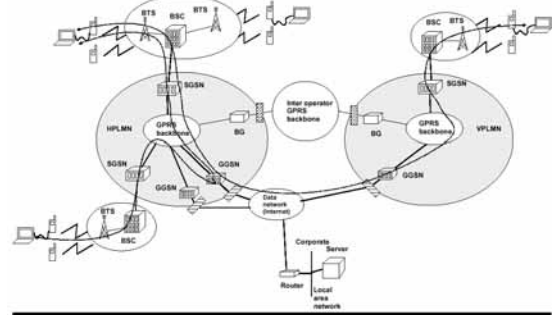 BTS
BSC
BTS
BSC
BTS
SGSN
SGSN
HPLMN
GPRS
backbone
BG
Inter operator
GPRS
backbone
BG
GPRS
backbone
VPLMN
SGSN
GGSN
GGSN
GGSN
Data
network
(Internet)
BTS
BSC
Corporate
Server
Router
Local
area
network